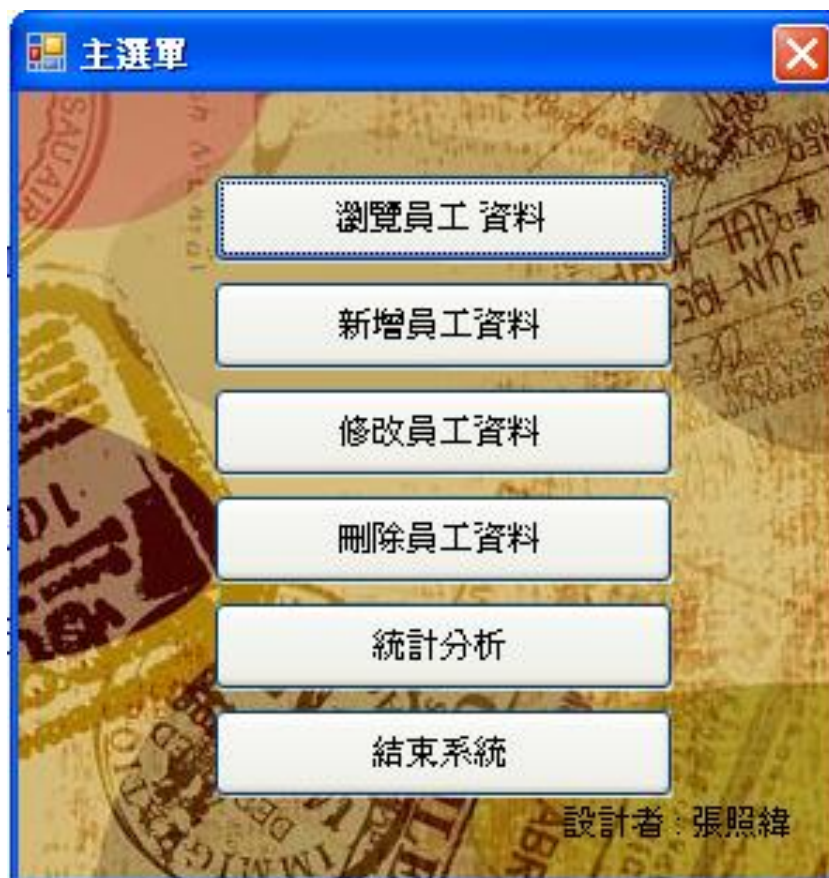 主選單
瀏覽員工 資料
新增員工資料
修改員工資料
刪除員工資料
統計分析
結束系統
設計者 : 張照緯